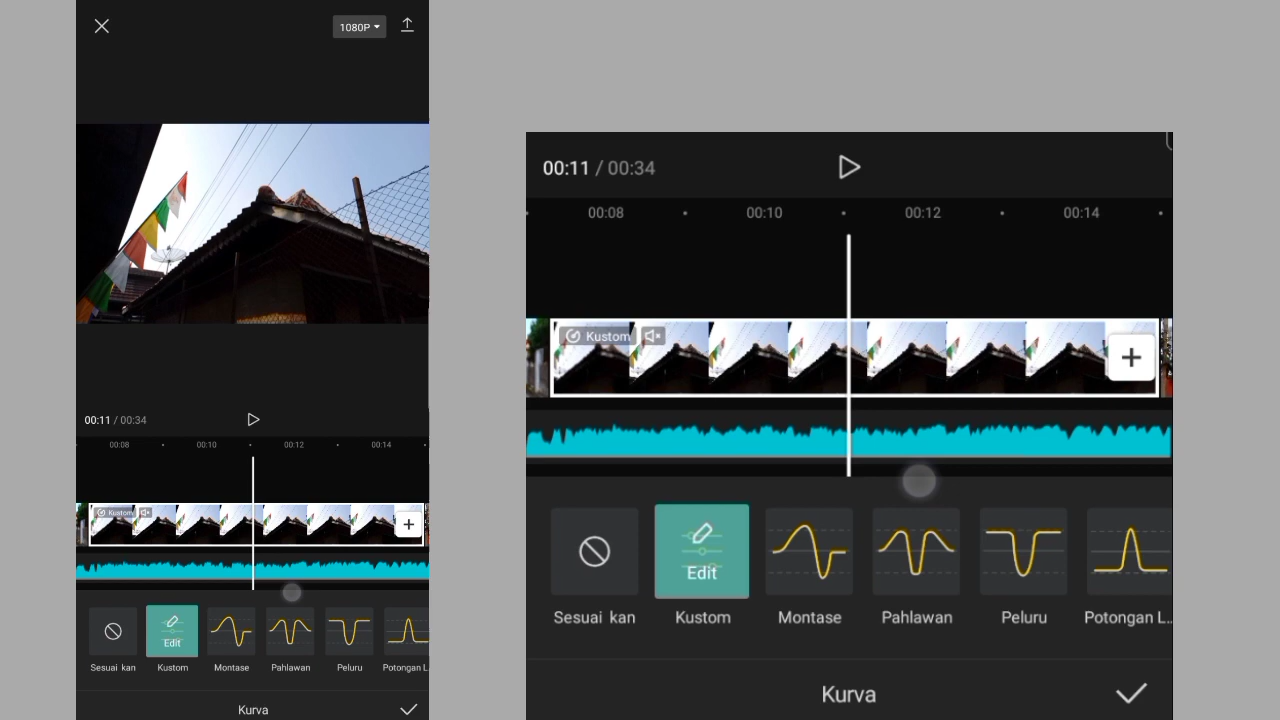 1080P
00:11 / 00:34
00:08 00:10 00:12 00:14
Kustom
Edit
Sesuai kan Kustom Montase Pahlawan Peluru Potongan L
Kurva
00:11 / 00:34
00:08 00:10 00:12 00:14
Kustom
Edit
Sesuai kan Kustom Montase Pahlawan Peluru Potongan L...
Kurva